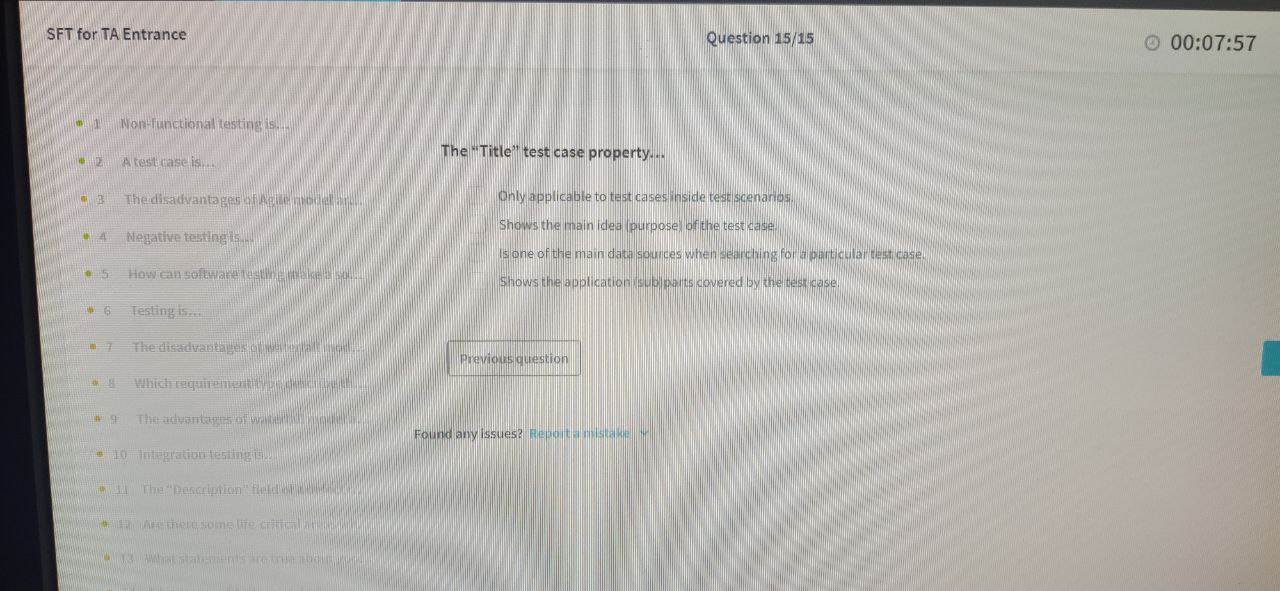 SFT for TA Entrance
Question 15/15
00:07:57
1 Non-functional testing is...
2 A test case is...
3 The disadvantages of Agile model ar...
4 Negative testing is...
5 How can software testing make a so...
6 Testing is...
7 The disadvantages of waterfall mod...
8 Which requirement type describe th...
9 The advantages of waterfall model a...
10 Integration testing is...
11 The "Description" field of a defect r...
12 Are there some life-critical areas
13 What statements are true about
The “Title” test case property...
Only applicable to test cases inside test scenarios.
Shows the main idea (purpose) of the test case.
Is one of the main data sources when searching for a particular test case.
Shows the application (sub)parts covered by the test case.
Previous question
Found any issues? Report a mistake